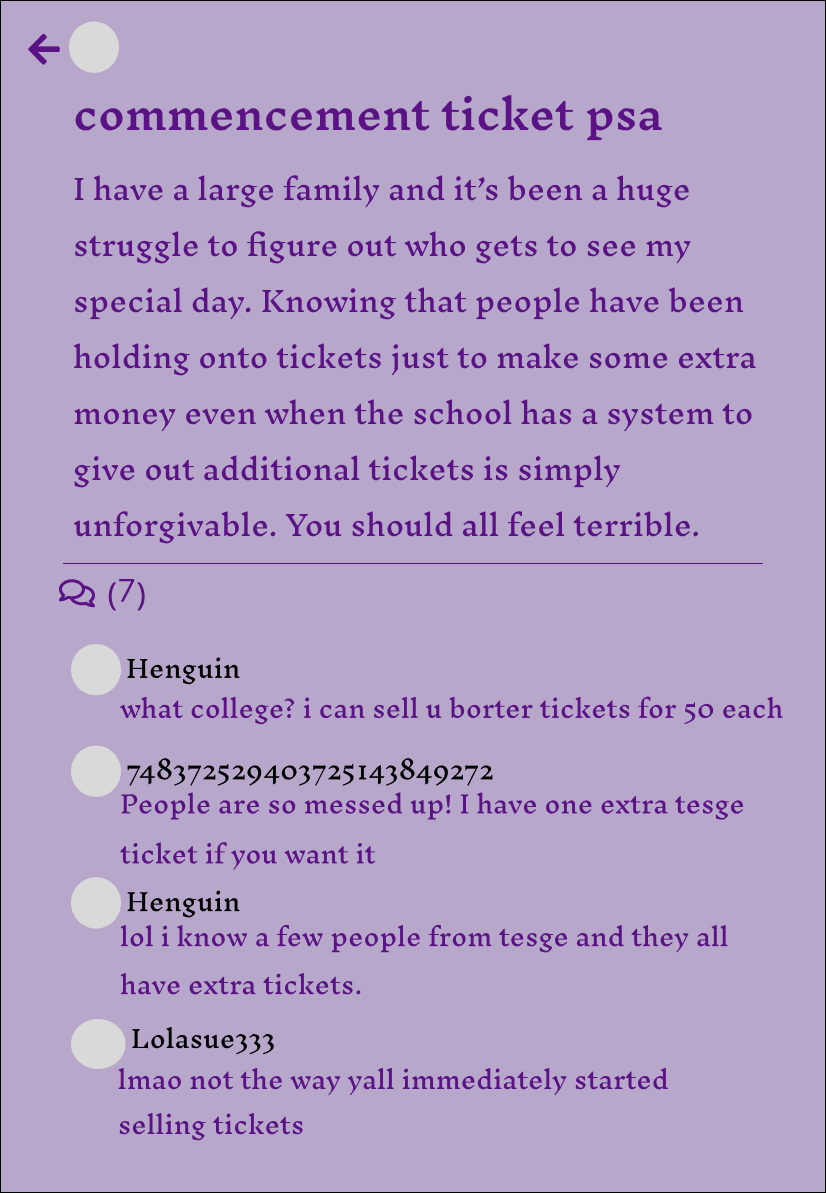 commencement ticket psa
I have a large family and it’s been a huge
struggle to figure out who gets to see my
special day. Knowing that people have been
holding onto tickets just to make some extra
money even when the school has a system to
give out additional tickets is simply
unforgivable. You should all feel terrible.
(7)
Henguin
what college? i can sell u borter tickets for 50 each
748372529403725143849272
People are so messed up! I have one extra tesge
ticket if you want it
Henguin
lol i know a few people from tesge and they all
have extra tickets.
Lolasue333
lmao not the way yall immediately started
selling tickets